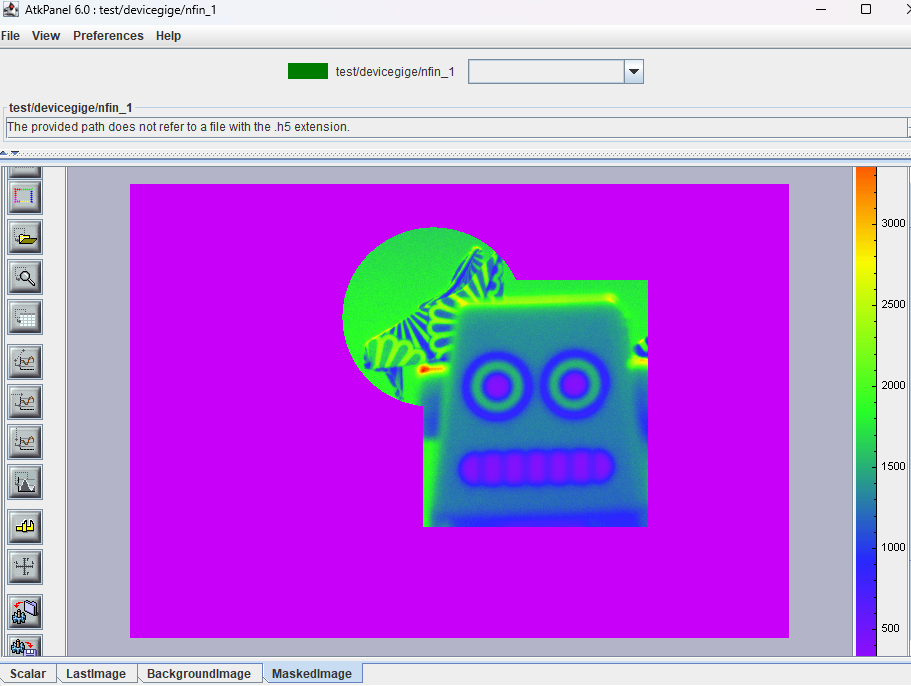 AtkPanel 6.0 : test/devicegige/nfin_1
File View Preferences Help
test/devicegige/nfin_1
test/devicegige/nfin_1
The provided path does not refer to a file with the .h5 extension.
3000
2500
2000
1500
1000
500
Scalar LastImage BackgroundImage MaskedImage